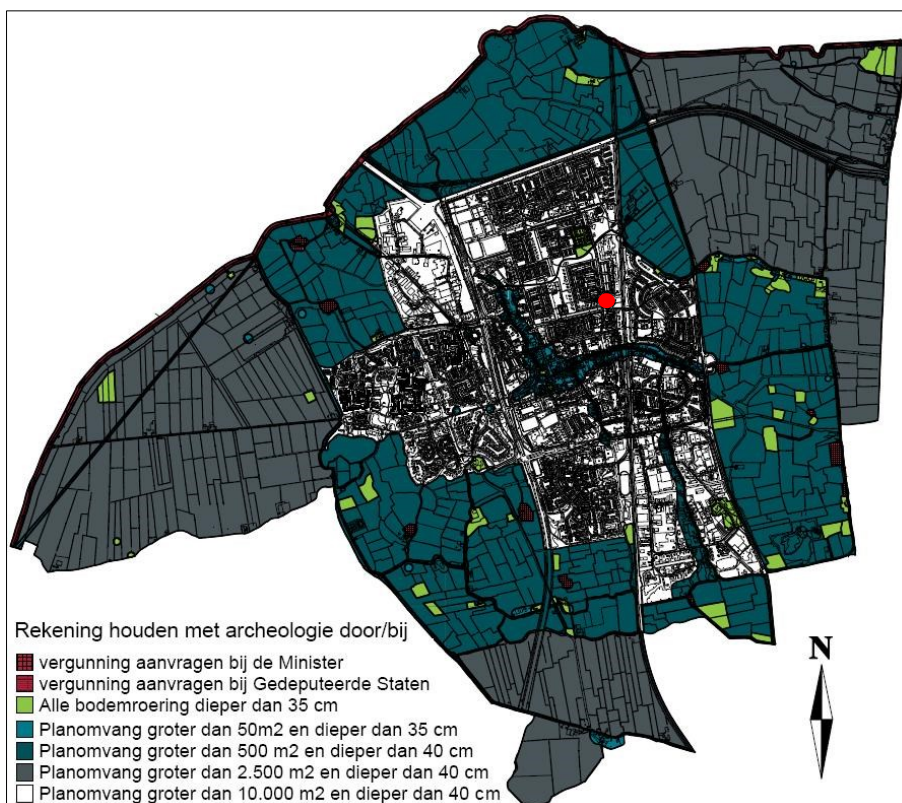 Rekening houden met archeologie door/bij
vergunning aanvragen bij de Minister
vergunning aanvragen bij Gedeputeerde Staten
Alle bodemroering dieper dan 35 cm
Planomvang groter dan 50m2 en dieper dan 35 cm
Planomvang groter dan 500 m2 en dieper dan 40 cm
Planomvang groter dan 2.500 m2 en dieper dan 40 cm
Planomvang groter dan 10.000 m2 en dieper dan 40 cm
N